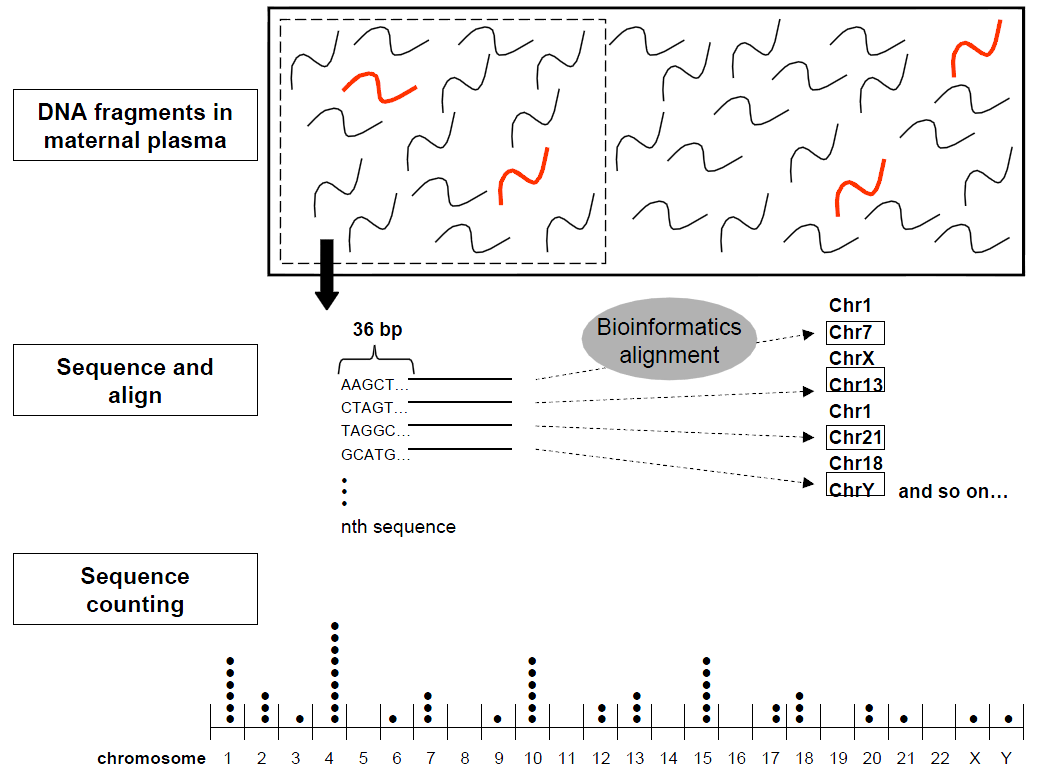 DNA fragments in
maternal plasma
Sequence and
align
36 bp
AAGCT...
CTAGT...
TAGGC...
GCATG...
nth sequence
Bioinformatics
alignment
Chr1
Chr7
ChrX
Chr13
Chr1
Chr21
Chr18
ChrY and so on...
Sequence
counting
chromosome 1 2 3 4 5 6 7 8 9 10 11 12 13 14 15 16 17 18 19 20 21 22 X Y